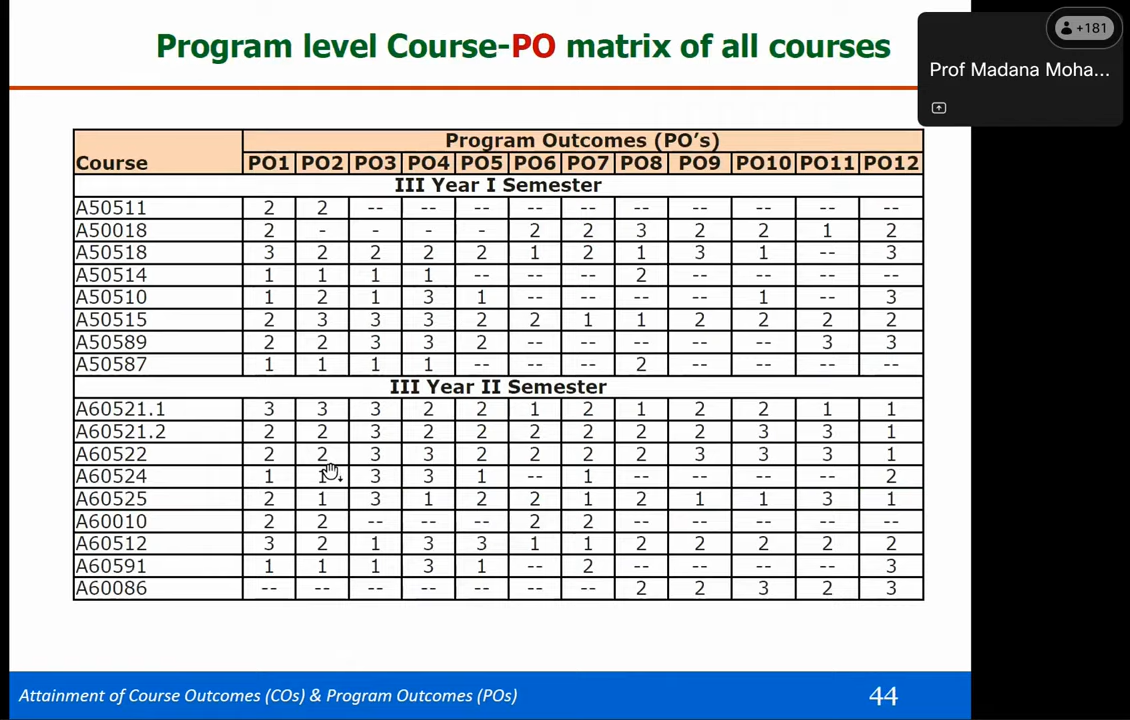 Program level Course-PO matrix of all courses
+181
Prof Madana Moha...
Program Outcomes (PO's)
Course PO1 PO2 PO3 PO4 PO5 PO6 PO7 PO8 PO9 PO10 PO11 PO12
III Year I Semester
A50511 2 2 -- -- -- -- -- -- -- -- -- --
A50018 2 - - - - 2 2 3 2 2 1 2
A50518 3 2 2 2 2 1 2 1 3 1 -- 3
A50514 1 1 1 1 -- -- -- 2 -- -- -- --
A50510 1 2 1 3 1 -- -- -- -- 1 -- 3
A50515 2 3 3 3 2 2 1 1 2 2 2 2
A50589 2 2 3 3 2 -- -- -- -- -- 3 3
A50587 1 1 1 1 -- -- -- 2 -- -- -- --
III Year II Semester
A60521.1 3 3 3 2 2 1 2 1 2 2 1 1
A60521.2 2 2 3 2 2 2 2 2 2 3 3 1
A60522 2 2 3 3 2 2 2 2 3 3 3 1
A60524 1 1 3 3 1 -- 1 -- -- -- -- 2
A60525 2 1 3 1 2 2 1 2 1 1 3 1
A60010 2 2 -- -- -- 2 2 -- -- -- -- --
A60512 3 2 1 3 3 1 1 2 2 2 2 2
A60591 1 1 1 3 1 -- 2 -- -- -- -- 3
A60086 -- -- -- -- -- -- -- 2 2 3 2 3
Attainment of Course Outcomes (COs) & Program Outcomes (POs)
44